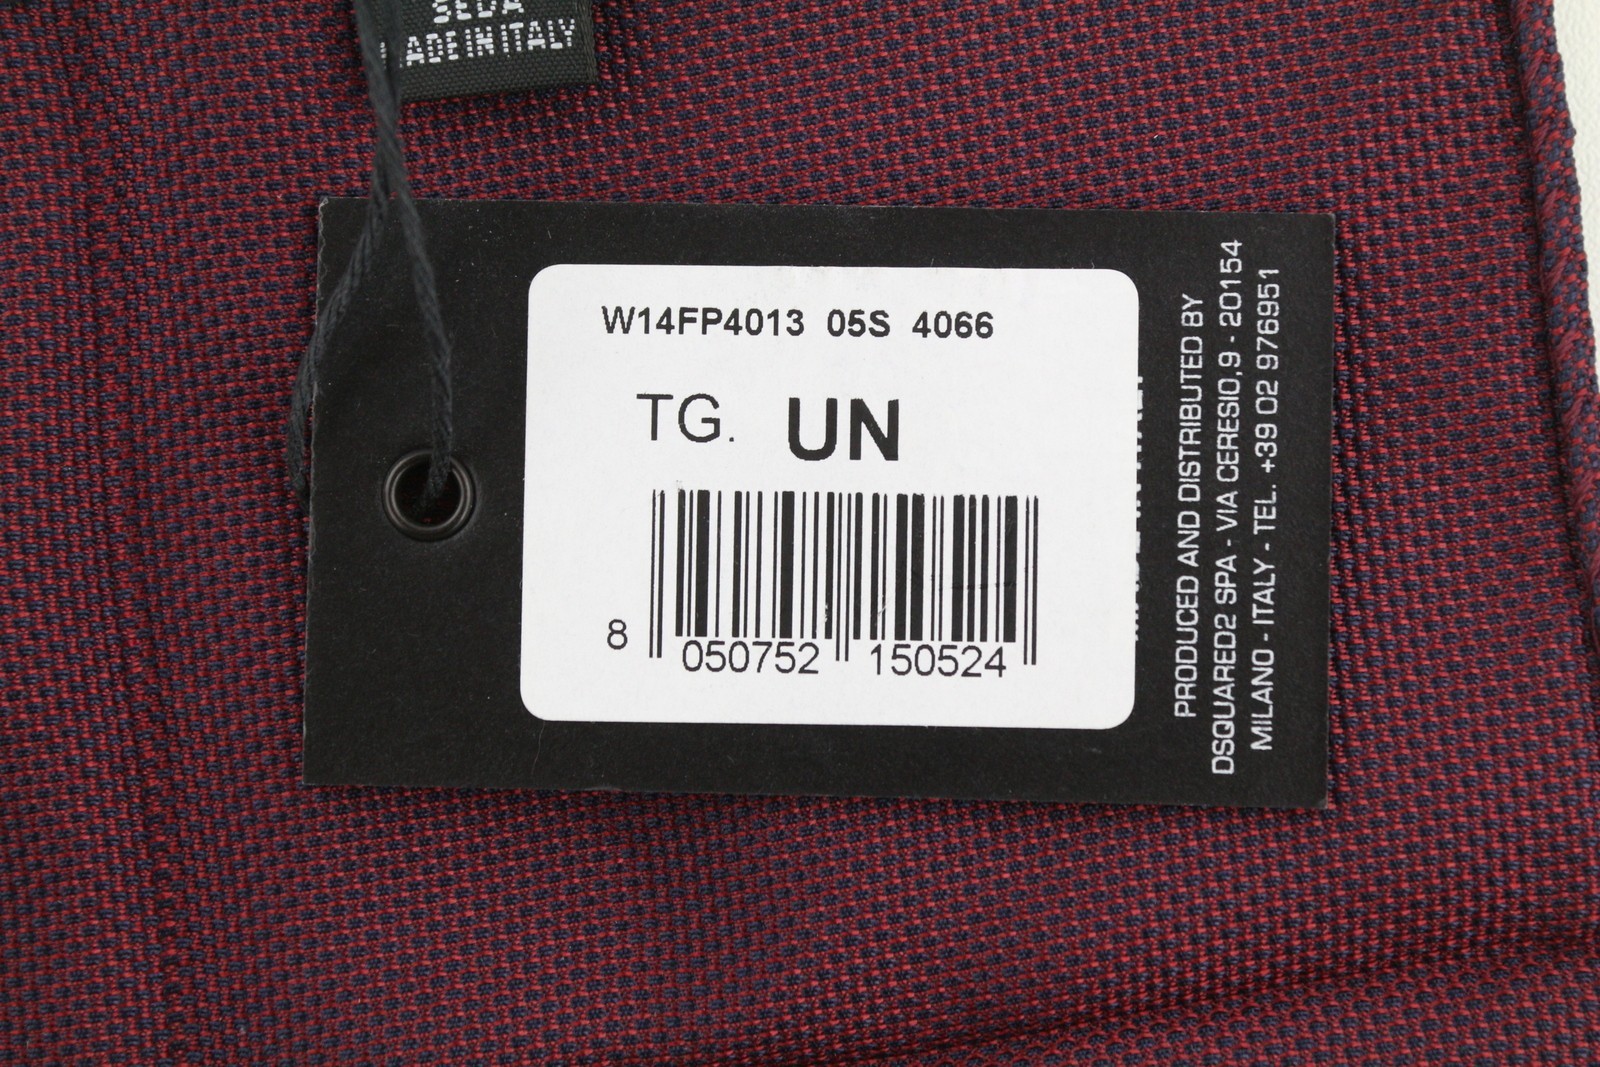 SEDA
MADE IN ITALY
W14FP4013 05S 4066
TG. UN
8 050752 150524
PRODUCED AND DISTRIBUTED BY
DSQUARED2 SPA - VIA CERESIO,9 - 20154
MILANO - ITALY - TEL. +39 02 976951